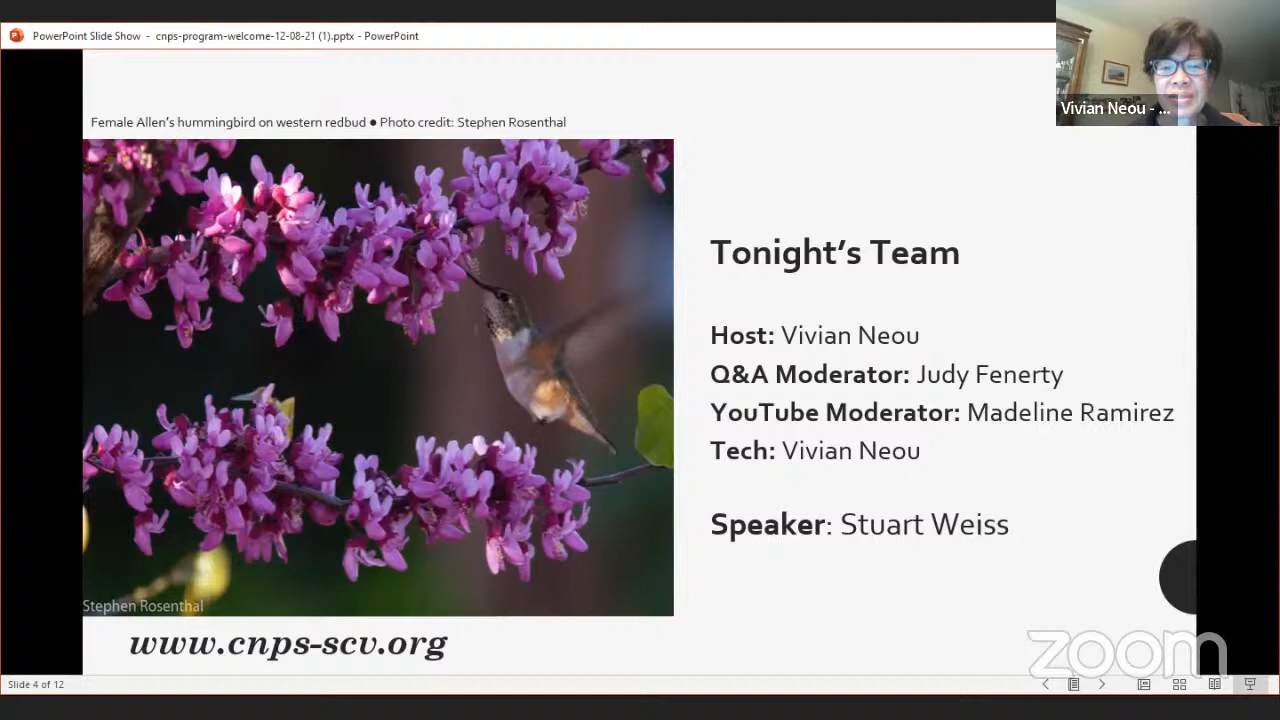 PowerPoint Slide Show - cnps-program-welcome-12-08-21 (1).pptx - PowerPoint
Vivian Neou - ...
Female Allen's hummingbird on western redbud ● Photo credit: Stephen Rosenthal
Tonight's Team
Host: Vivian Neou
Q&A Moderator: Judy Fenerty
YouTube Moderator: Madeline Ramirez
Tech: Vivian Neou
Speaker: Stuart Weiss
Stephen Rosenthal
www.cnps-scv.org
zoom
Slide 4 of 12